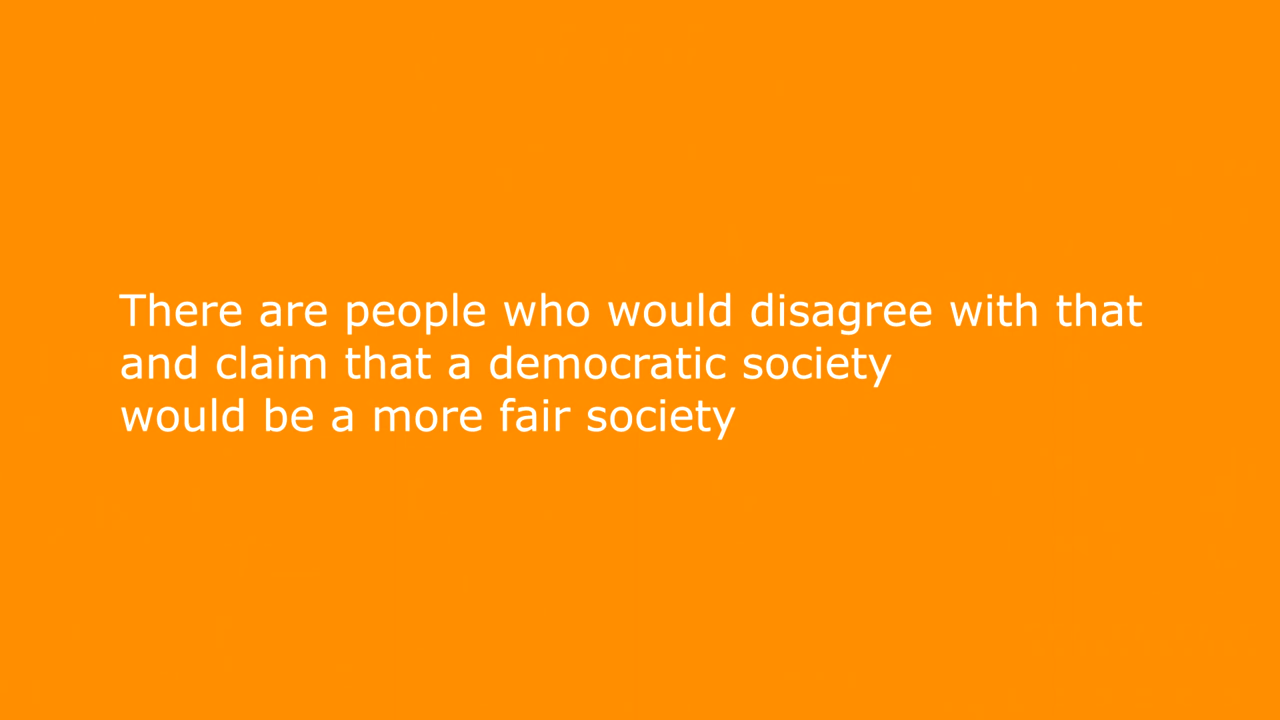 There are people who would disagree with that
and claim that a democratic society
would be a more fair society